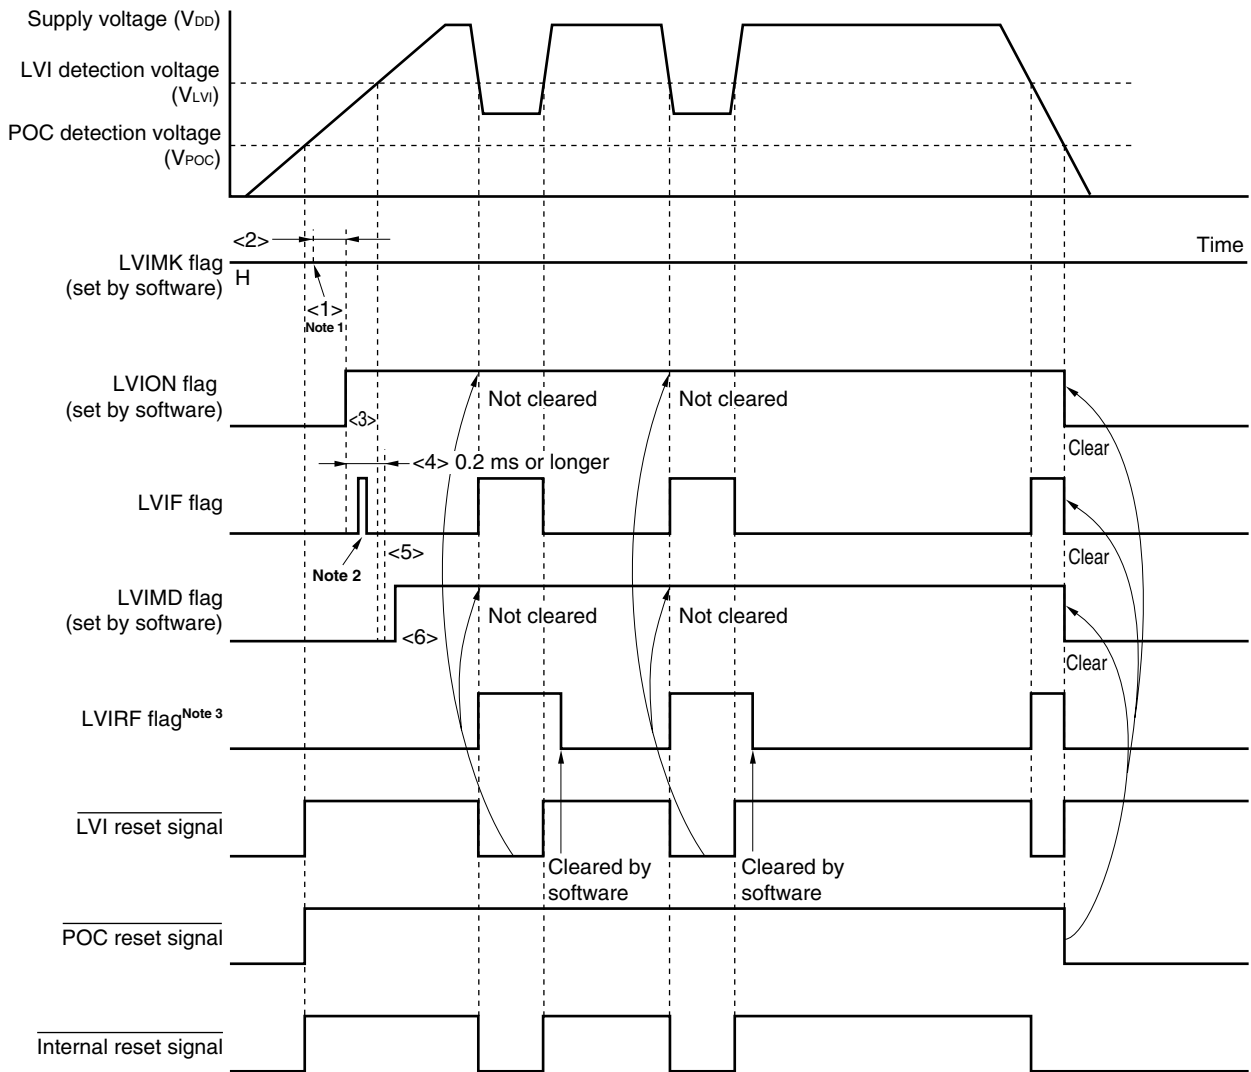 Supply voltage (VDD)
LVI detection voltage
(VLVI)
POC detection voltage
(VPOC)
<2>
Time
LVIMK flag
(set by software)
H
<1>
Note 1
LVION flag
(set by software)
Not cleared
Not cleared
<3>
Clear
<4> 0.2 ms or longer
LVIF flag
<5>
Note 2
Clear
LVIMD flag
(set by software)
Not cleared
Not cleared
<6>
Clear
LVIRF flagNote 3
LVI reset signal
Cleared by
software
Cleared by
software
POC reset signal
Internal reset signal